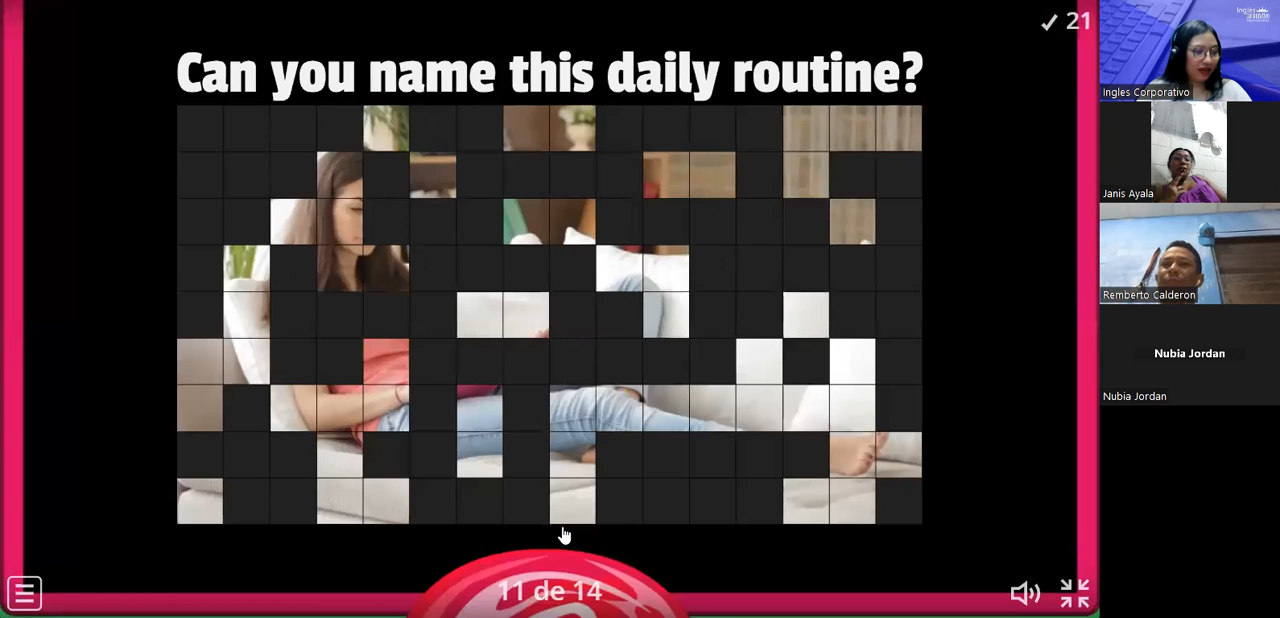 21
Can you name this daily routine?
11 de 14
Ingles
Ingles Corporativo
Janis Ayala
Remberto Calderon
Nubia Jordan
Nubia Jordan